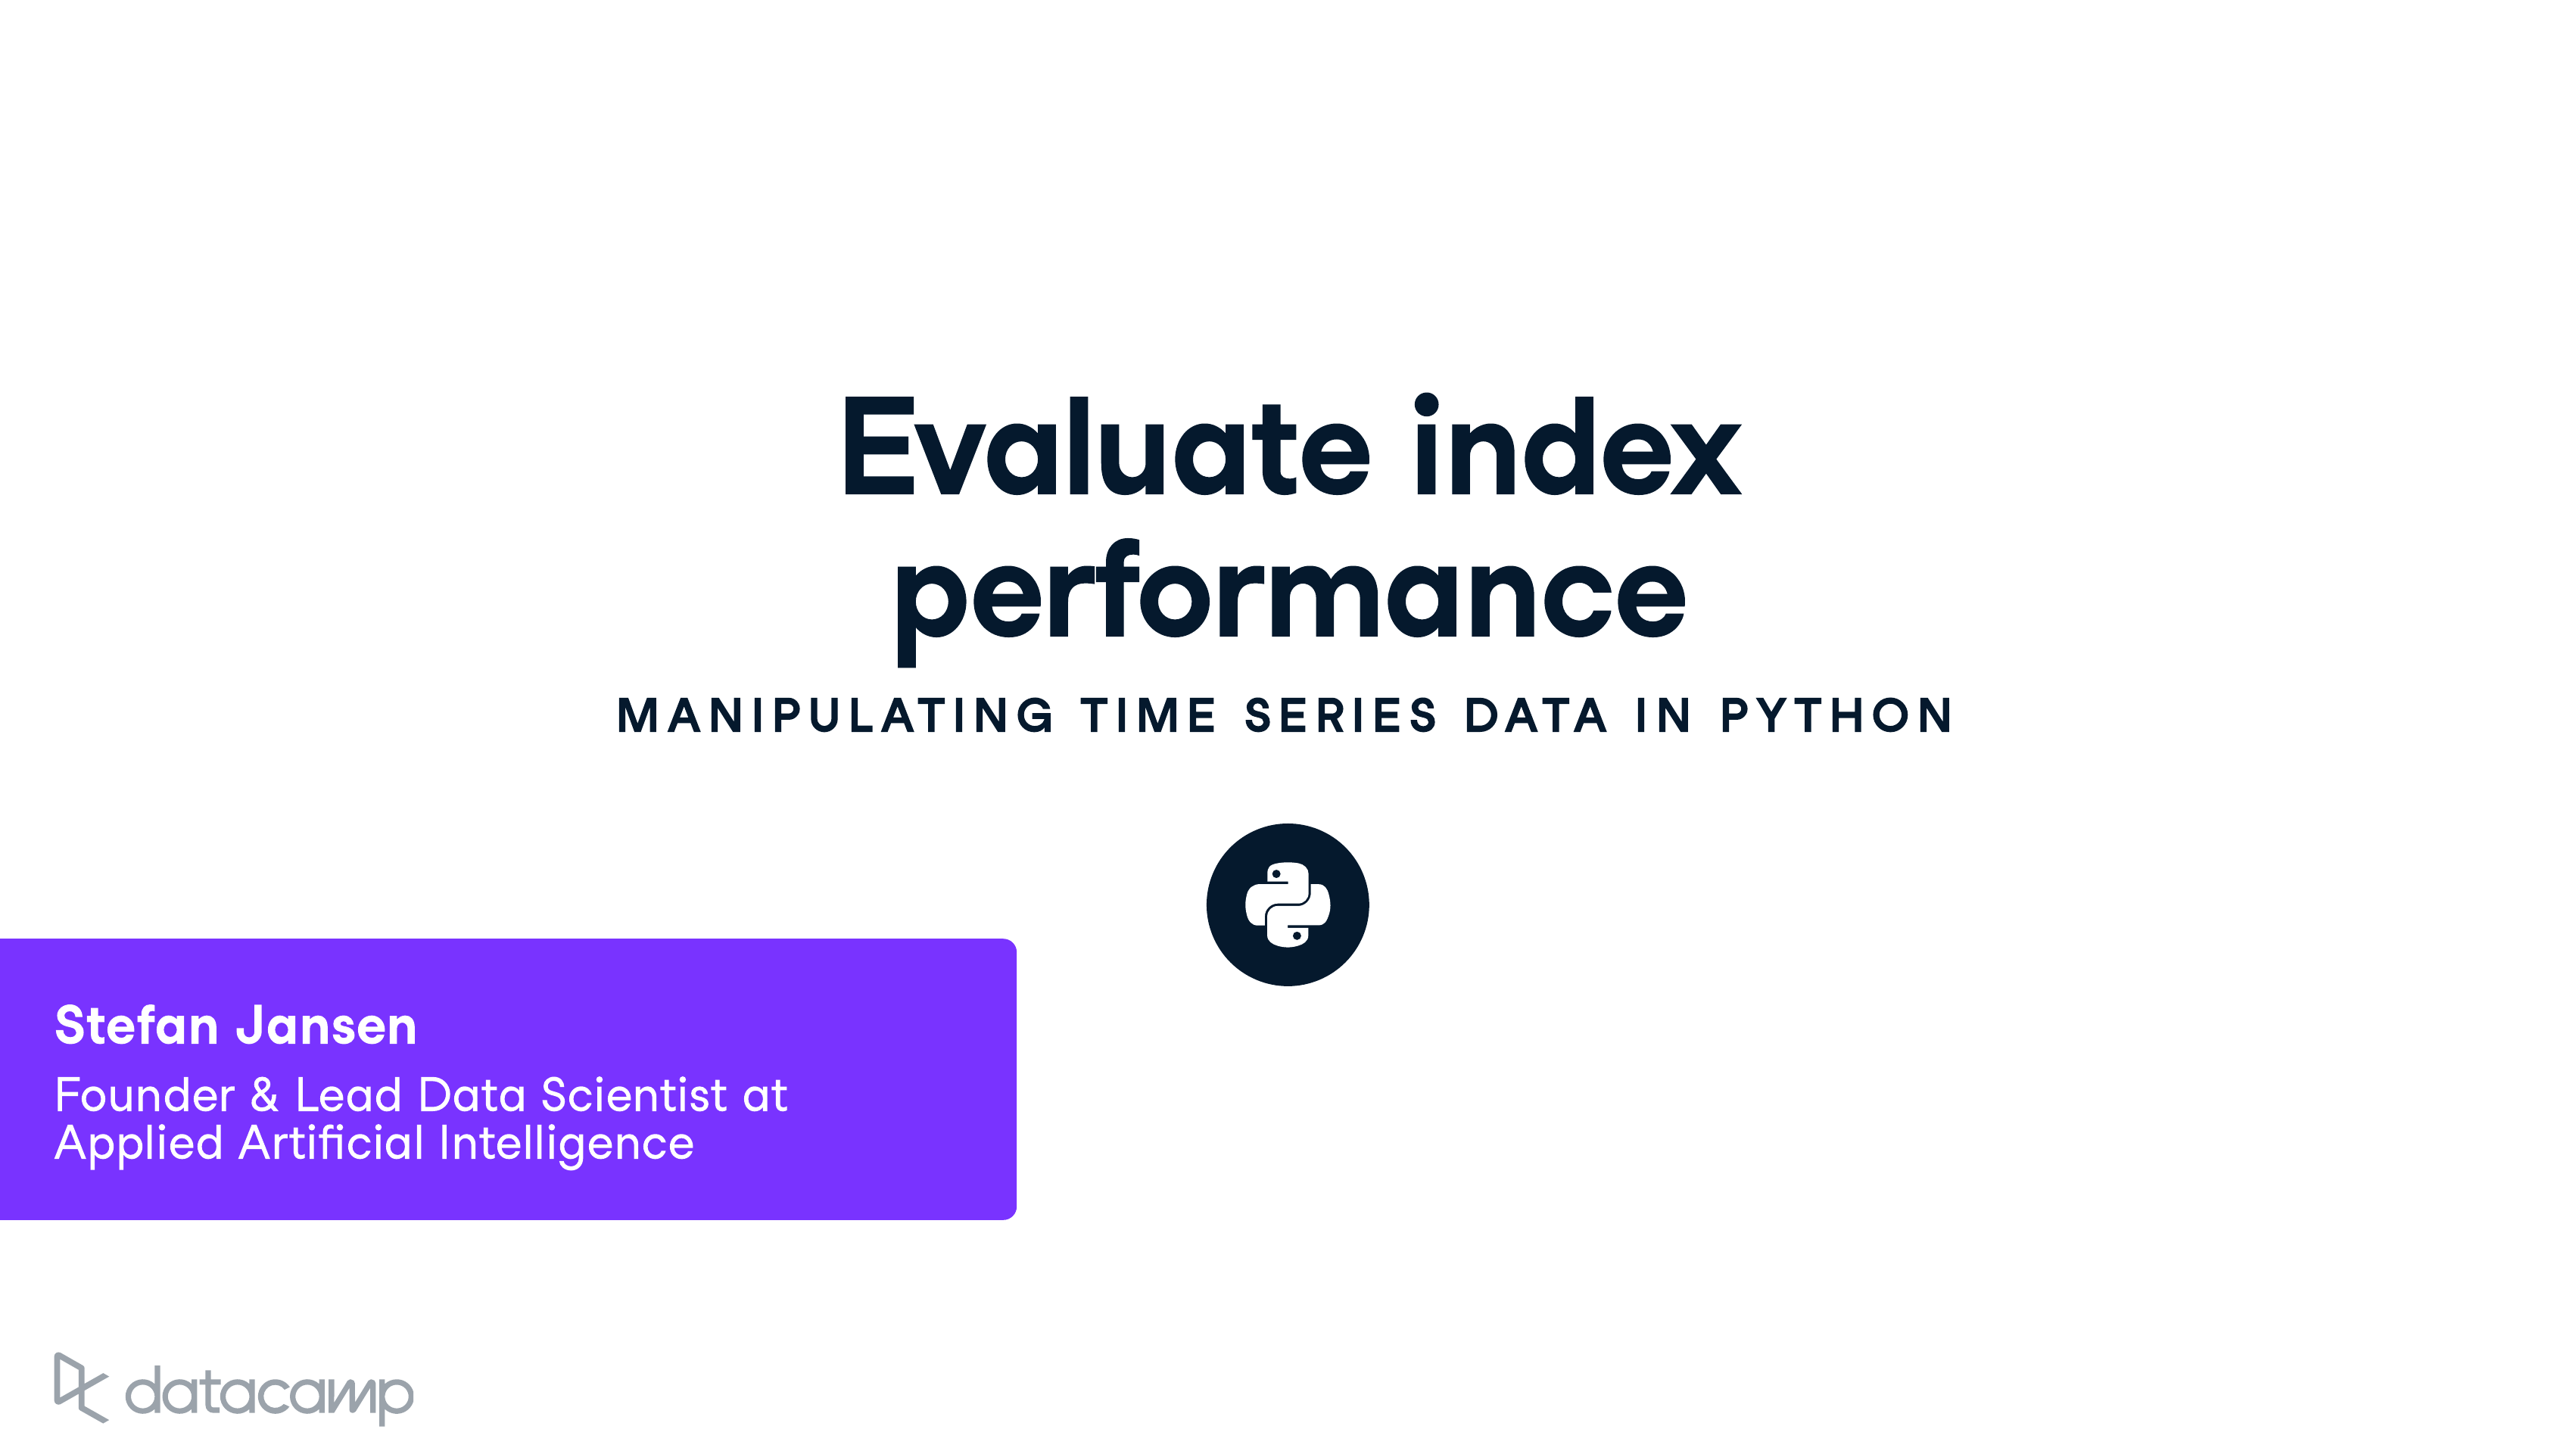 Evaluate index
performance
MANIPULATING TIME SERIES DATA IN PYTHON
Stefan Jansen
Founder & Lead Data Scientist at
Applied Artificial Intelligence
datacamp